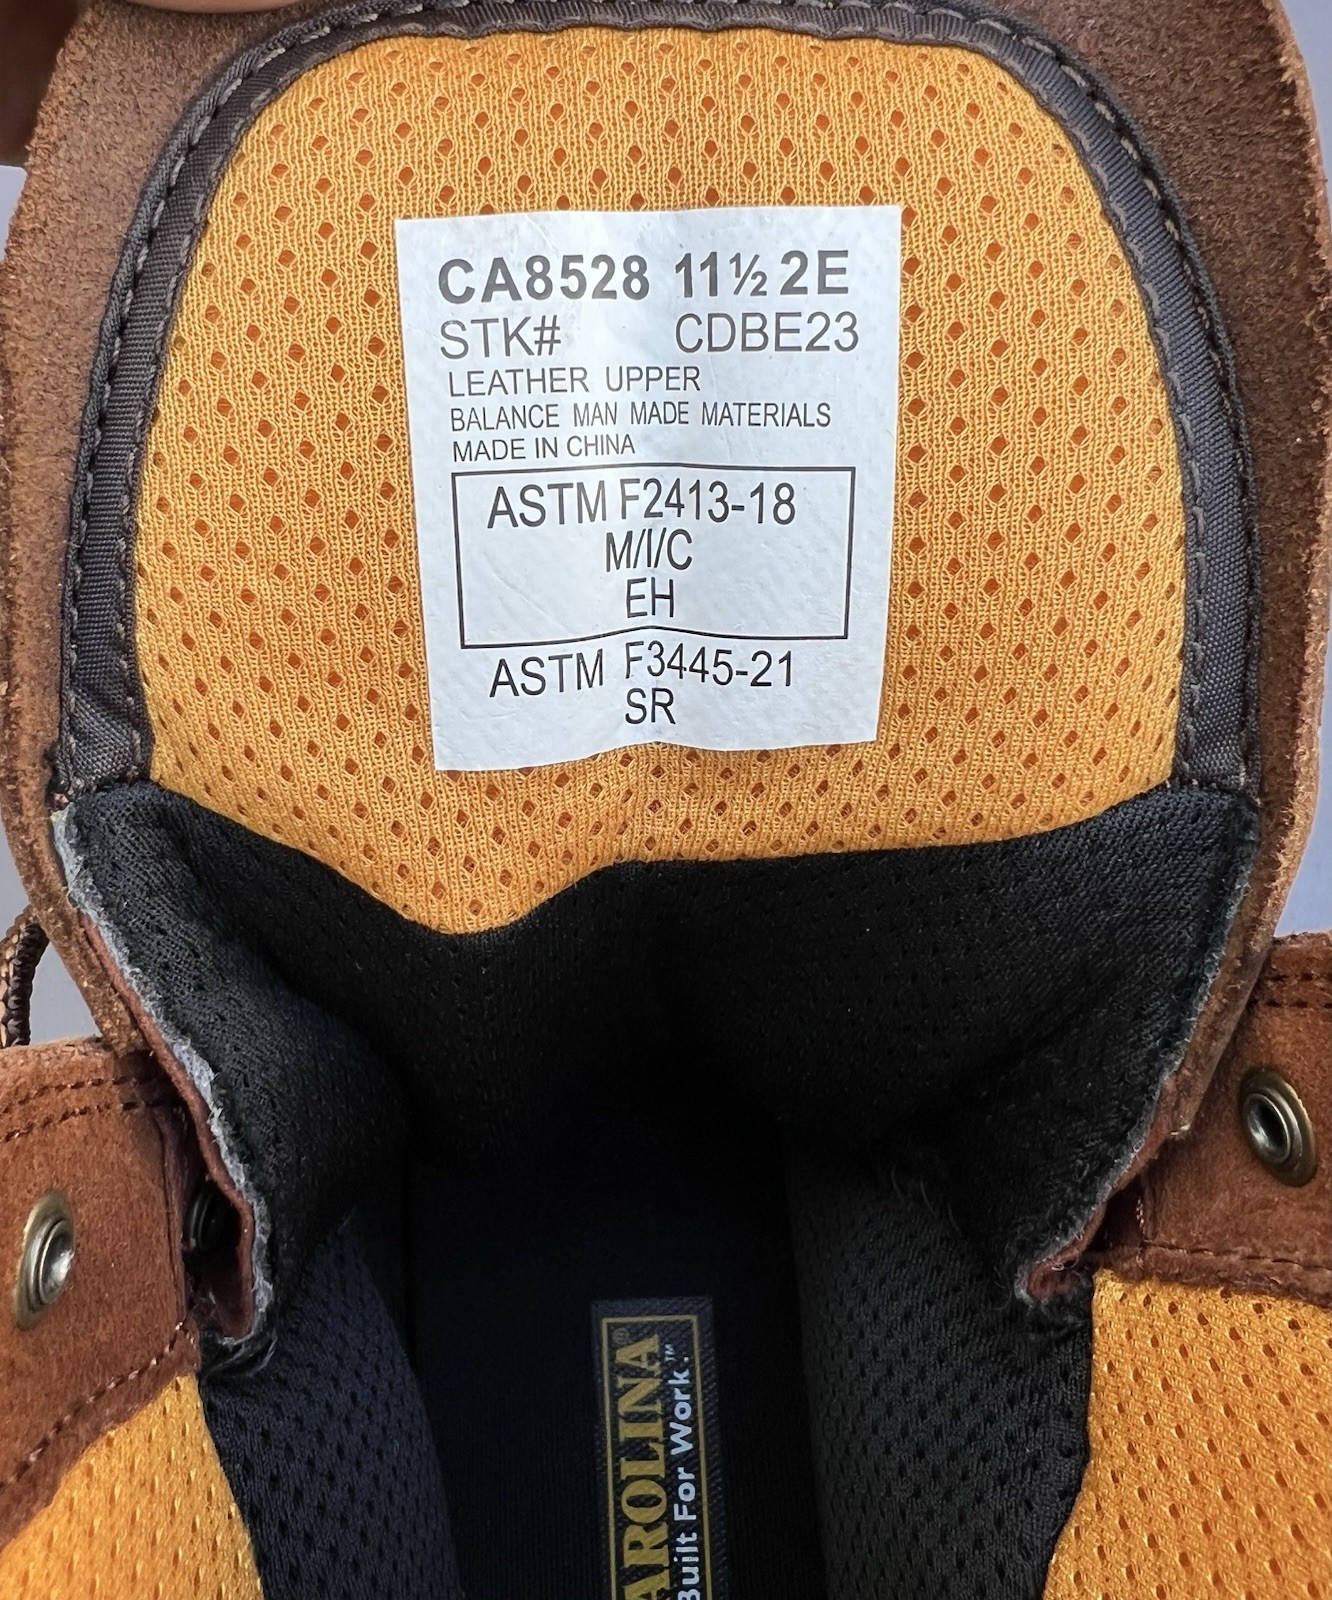 CA8528 11½ 2E
STK# CDBE23
LEATHER UPPER
BALANCE MAN MADE MATERIALS
MADE IN CHINA
ASTM F2413-18
M/I/C
EH
ASTM F3445-21
SR
AROLINA®
Built For Work.™